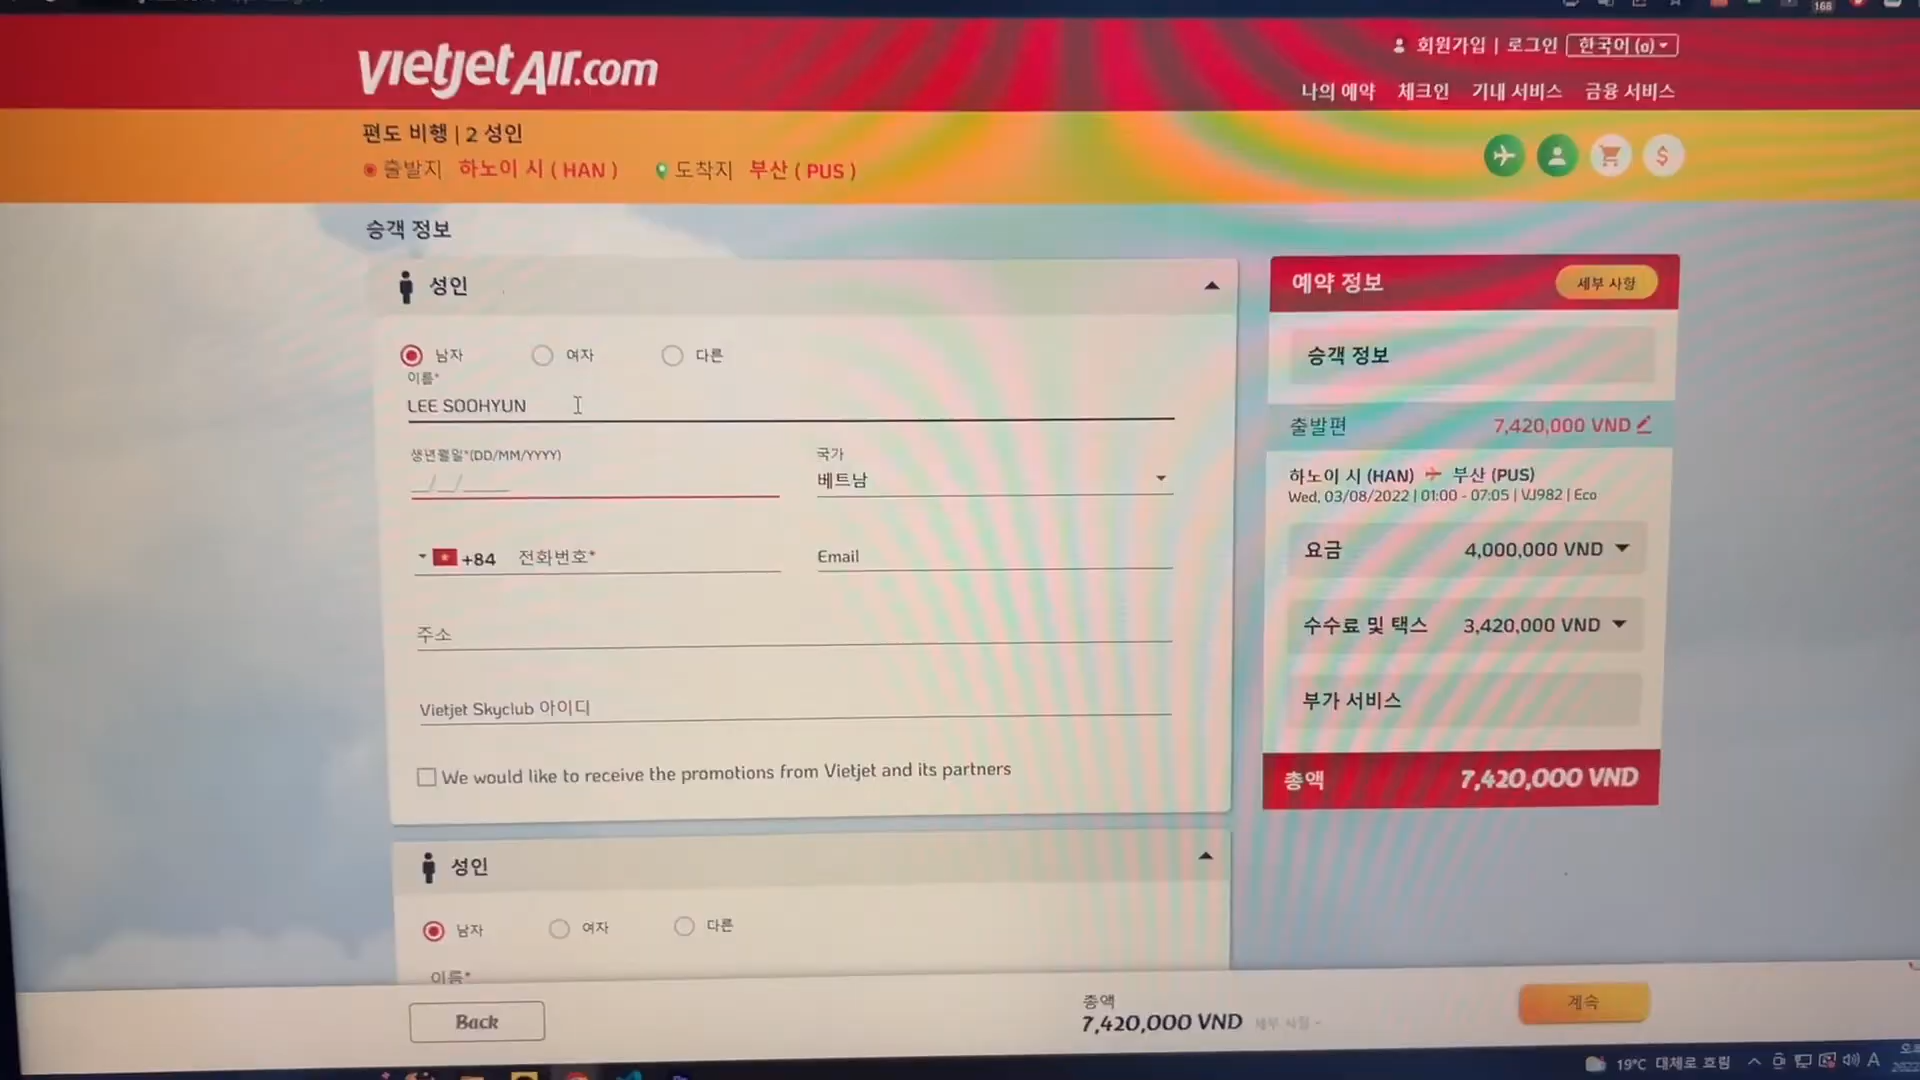 168
vietjetAir.com
회원가입 | 로그인 한국어 (₫)
나의 예약 체크인 기내 서비스 금융 서비스
편도 비행 | 2 성인
출발지 하노이 시 ( HAN ) 도착지 부산 ( PUS )
승객 정보
성인
남자 여자 다른
이름*
LEE SOOHYUN
생년월일*(DD/MM/YYYY)
__/__/____
국가
베트남
+84 전화번호*
Email
주소
Vietjet Skyclub 아이디
We would like to receive the promotions from Vietjet and its partners
성인
남자 여자 다른
이름*
예약 정보 세부 사항
승객 정보
출발편 7,420,000 VND
하노이 시 (HAN) 부산 (PUS)
Wed, 03/08/2022 | 01:00 - 07:05 | VJ982 | Eco
요금 4,000,000 VND
수수료 및 택스 3,420,000 VND
부가 서비스
총액 7,420,000 VND
Back
총액
7,420,000 VND 세부 사항
계속
19°C 대체로 흐림 A